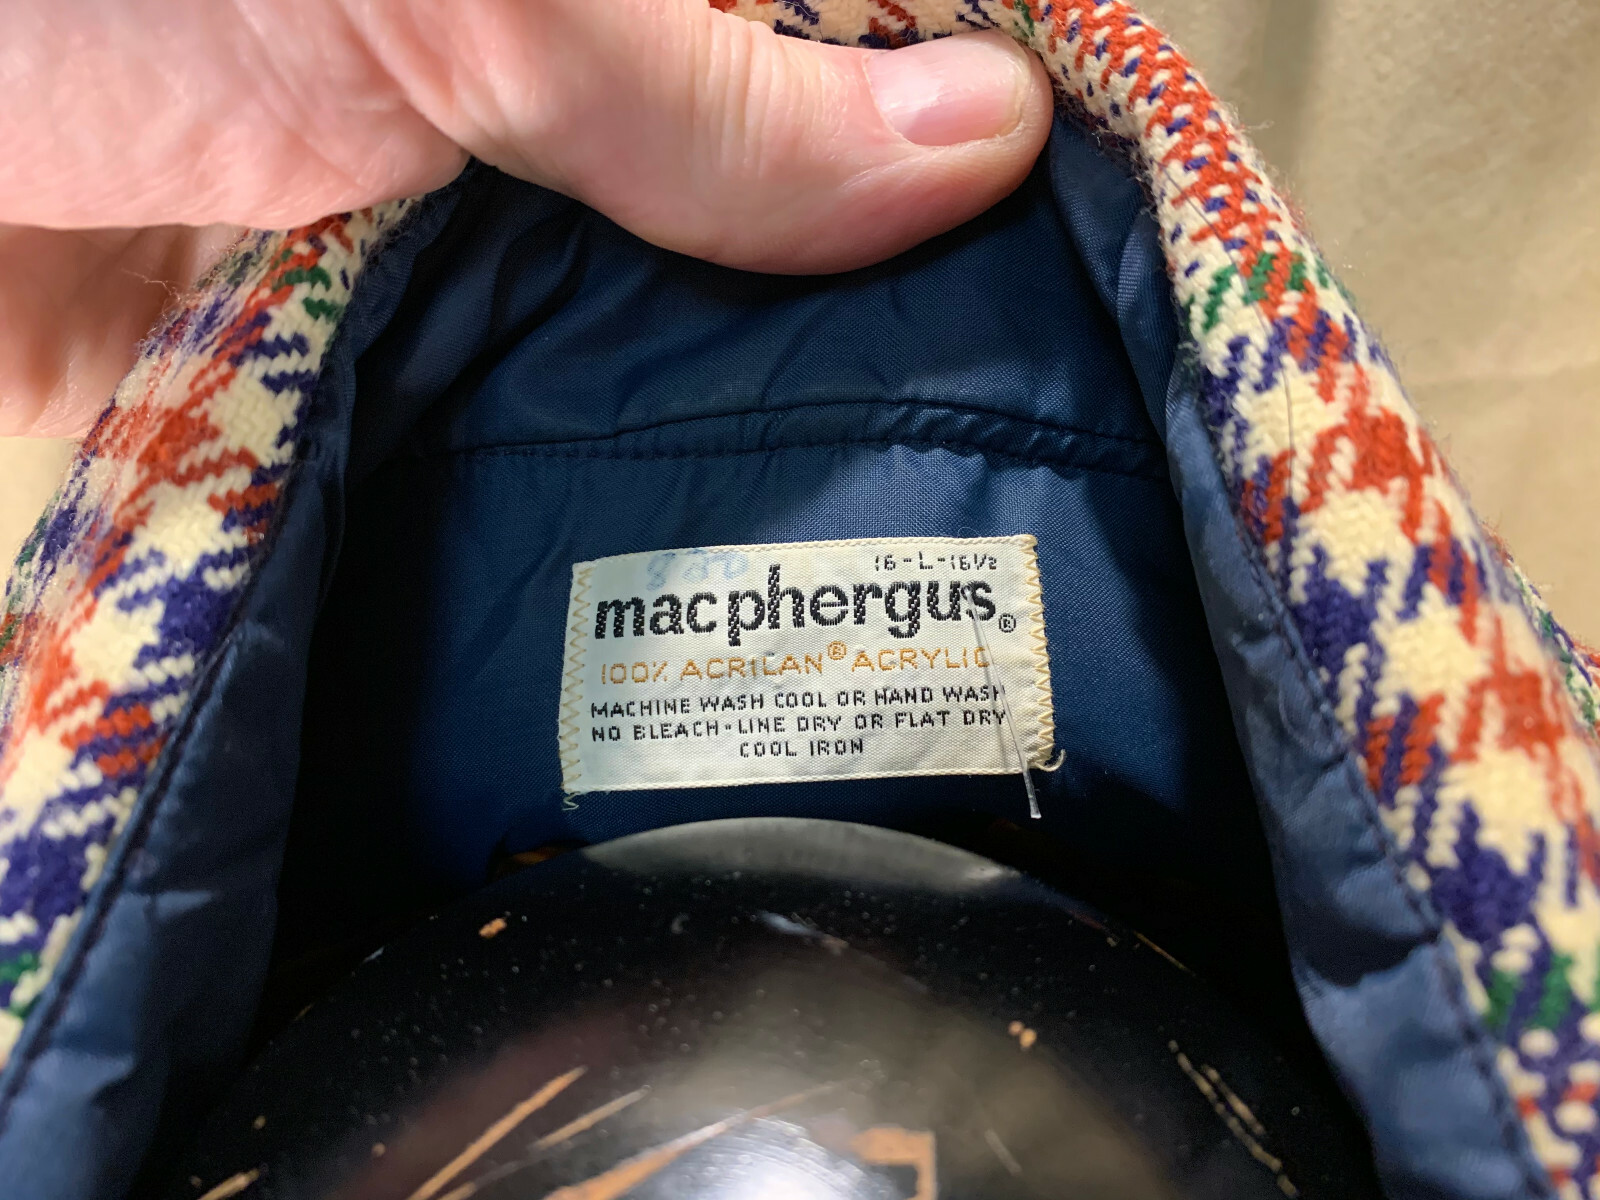 820
16-L-16½
macphergus®
100% ACRILAN® ACRYLIC
MACHINE WASH COOL OR HAND WASH
NO BLEACH-LINE DRY OR FLAT DRY
COOL IRON